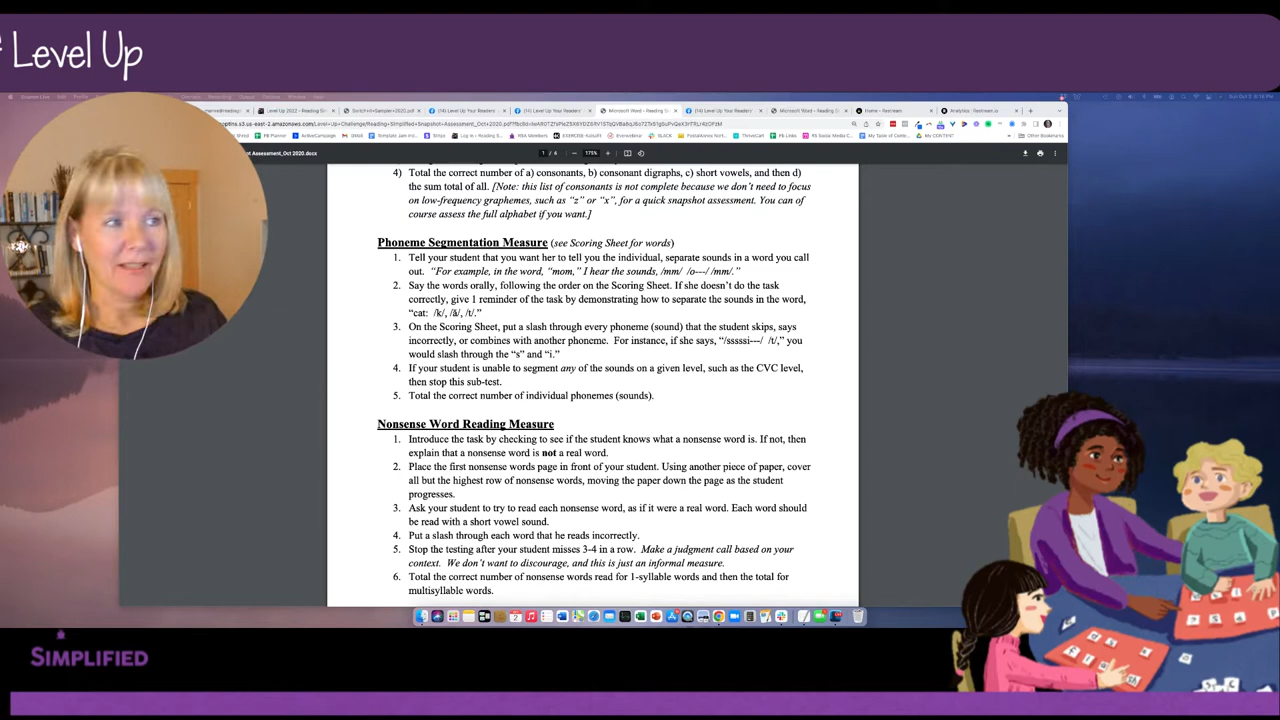 Level Up
4) Total the correct number of a) consonants, b) consonant digraphs, c) short vowels, and then d)
the sum total of all. [Note: this list of consonants is not complete because we don't need to focus
on low-frequency graphemes, such as "z" or "x", for a quick snapshot assessment. You can of
course assess the full alphabet if you want.]
Phoneme Segmentation Measure (see Scoring Sheet for words)
1. Tell your student that you want her to tell you the individual, separate sounds in a word you call
out. "For example, in the word, "mom," I hear the sounds, /mm/ /o---/ /mm/."
2. Say the words orally, following the order on the Scoring Sheet. If she doesn't do the task
correctly, give 1 reminder of the task by demonstrating how to separate the sounds in the word,
"cat: /k/, /ă/, /t/."
3. On the Scoring Sheet, put a slash through every phoneme (sound) that the student skips, says
incorrectly, or combines with another phoneme. For instance, if she says, "/sssssi---/ /t/," you
would slash through the "s" and "i."
4. If your student is unable to segment any of the sounds on a given level, such as the CVC level,
then stop this sub-test.
5. Total the correct number of individual phonemes (sounds).
Nonsense Word Reading Measure
1. Introduce the task by checking to see if the student knows what a nonsense word is. If not, then
explain that a nonsense word is not a real word.
2. Place the first nonsense words page in front of your student. Using another piece of paper, cover
all but the highest row of nonsense words, moving the paper down the page as the student
progresses.
3. Ask your student to try to read each nonsense word, as if it were a real word. Each word should
be read with a short vowel sound.
4. Put a slash through each word that he reads incorrectly.
5. Stop the testing after your student misses 3-4 in a row. Make a judgment call based on your
context. We don't want to discourage, and this is just an informal measure.
6. Total the correct number of nonsense words read for 1-syllable words and then the total for
multisyllable words.
SIMPLIFIED